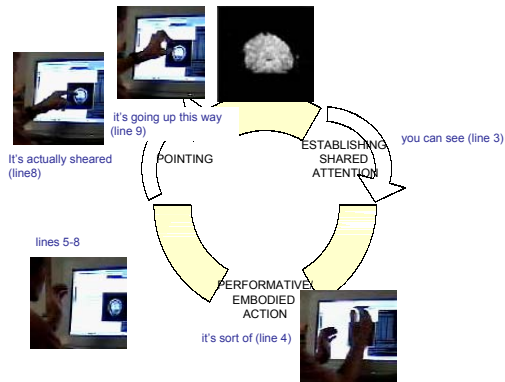 it's going up this way
(line 9)
It's actually sheared
(line8)
POINTING
ESTABLISHING
SHARED
ATTENTION
you can see (line 3)
lines 5-8
PERFORMATIVE/
EMBODIED
ACTION
it's sort of (line 4)